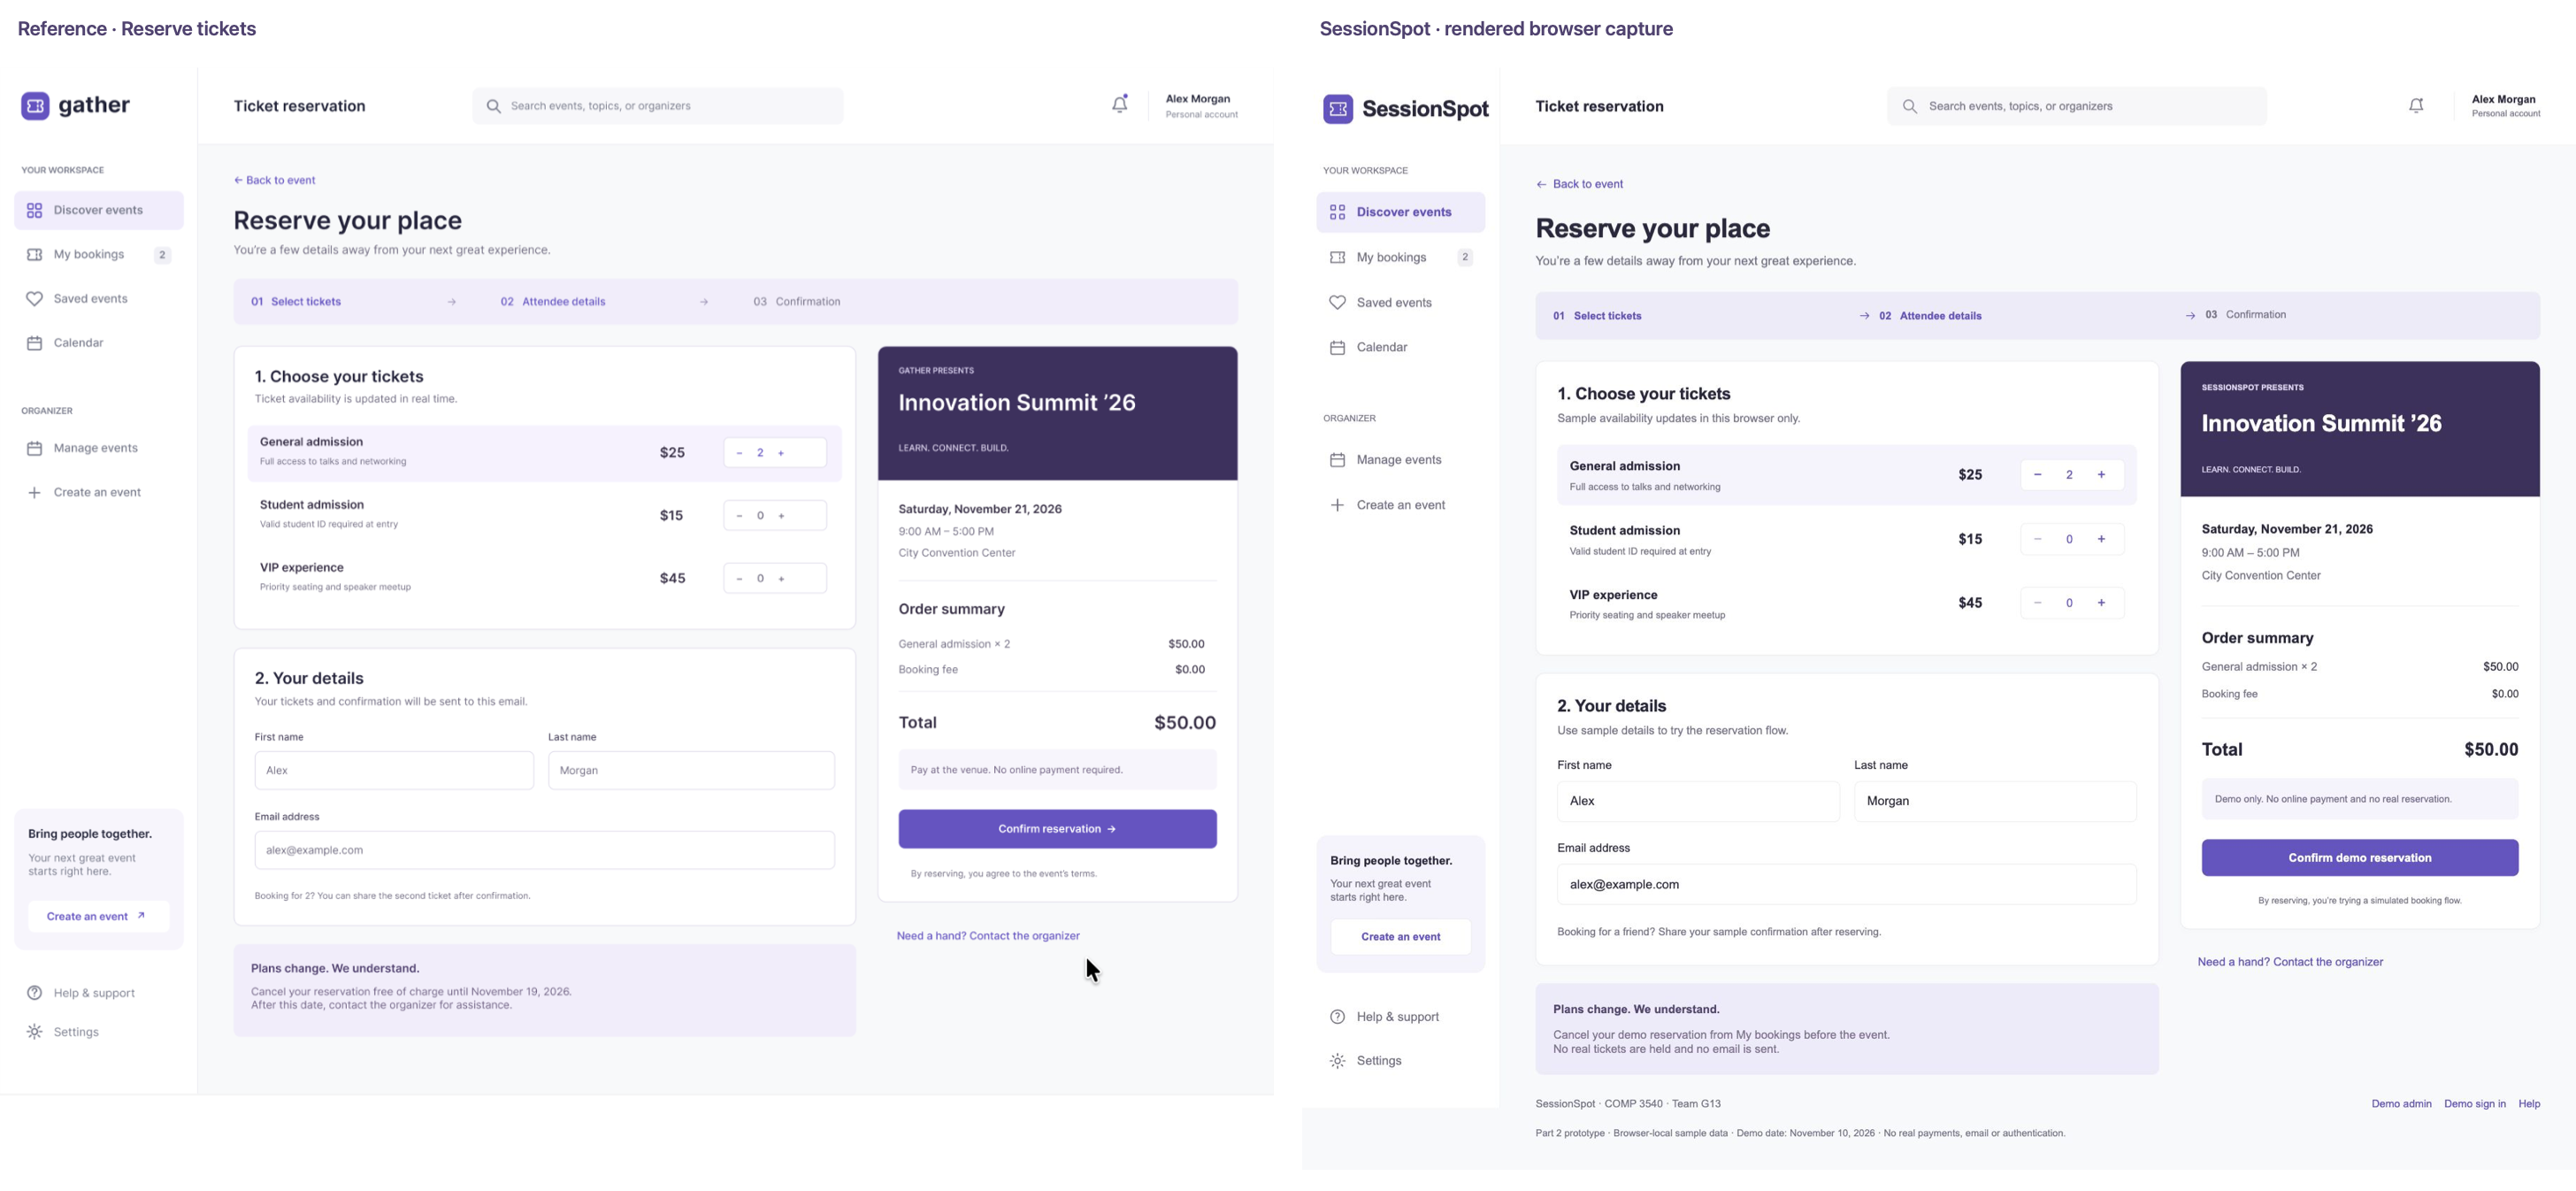 Reference · Reserve tickets
gather
Ticket reservation
Search events, topics, or organizers
Alex Morgan
Personal account
YOUR WORKSPACE
Discover events
My bookings 2
Saved events
Calendar
ORGANIZER
Manage events
Create an event
Bring people together.
Your next great event
starts right here.
Create an event ↗
Help & support
Settings
← Back to event
Reserve your place
You're a few details away from your next great experience.
01 Select tickets → 02 Attendee details → 03 Confirmation
1. Choose your tickets
Ticket availability is updated in real time.
General admission
Full access to talks and networking
$25 − 2 +
Student admission
Valid student ID required at entry
$15 − 0 +
VIP experience
Priority seating and speaker meetup
$45 − 0 +
2. Your details
Your tickets and confirmation will be sent to this email.
First name
Alex
Last name
Morgan
Email address
alex@example.com
Booking for 2? You can share the second ticket after confirmation.
Plans change. We understand.
Cancel your reservation free of charge until November 19, 2026.
After this date, contact the organizer for assistance.
GATHER PRESENTS
Innovation Summit ’26
LEARN. CONNECT. BUILD.
Saturday, November 21, 2026
9:00 AM – 5:00 PM
City Convention Center
Order summary
General admission × 2 $50.00
Booking fee $0.00
Total $50.00
Pay at the venue. No online payment required.
Confirm reservation →
By reserving, you agree to the event's terms.
Need a hand? Contact the organizer
SessionSpot · rendered browser capture
SessionSpot
Ticket reservation
Search events, topics, or organizers
Alex Morgan
Personal account
YOUR WORKSPACE
Discover events
My bookings 2
Saved events
Calendar
ORGANIZER
Manage events
Create an event
Bring people together.
Your next great event
starts right here.
Create an event
Help & support
Settings
← Back to event
Reserve your place
You’re a few details away from your next great experience.
01 Select tickets → 02 Attendee details → 03 Confirmation
1. Choose your tickets
Sample availability updates in this browser only.
General admission
Full access to talks and networking
$25 − 2 +
Student admission
Valid student ID required at entry
$15 − 0 +
VIP experience
Priority seating and speaker meetup
$45 − 0 +
2. Your details
Use sample details to try the reservation flow.
First name
Alex
Last name
Morgan
Email address
alex@example.com
Booking for a friend? Share your sample confirmation after reserving.
Plans change. We understand.
Cancel your demo reservation from My bookings before the event.
No real tickets are held and no email is sent.
SESSIONSPOT PRESENTS
Innovation Summit ’26
LEARN. CONNECT. BUILD.
Saturday, November 21, 2026
9:00 AM – 5:00 PM
City Convention Center
Order summary
General admission × 2 $50.00
Booking fee $0.00
Total $50.00
Demo only. No online payment and no real reservation.
Confirm demo reservation
By reserving, you’re trying a simulated booking flow.
Need a hand? Contact the organizer
SessionSpot · COMP 3540 · Team G13
Demo admin Demo sign in Help
Part 2 prototype · Browser-local sample data · Demo date: November 10, 2026 · No real payments, email or authentication.